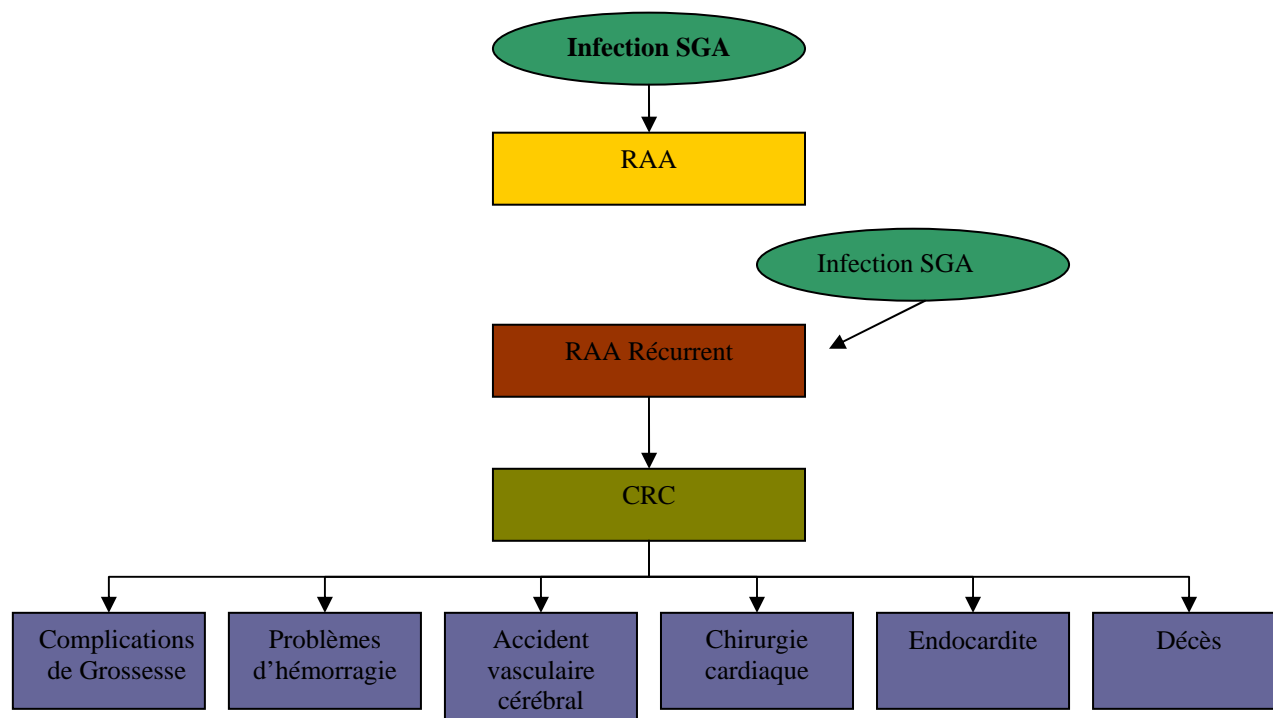 Infection SGA
RAA
Infection SGA
RAA Récurrent
CRC
Complications
de Grossesse
Problèmes
d’hémorragie
Accident
vasculaire
cérébral
Chirurgie
cardiaque
Endocardite
Décès